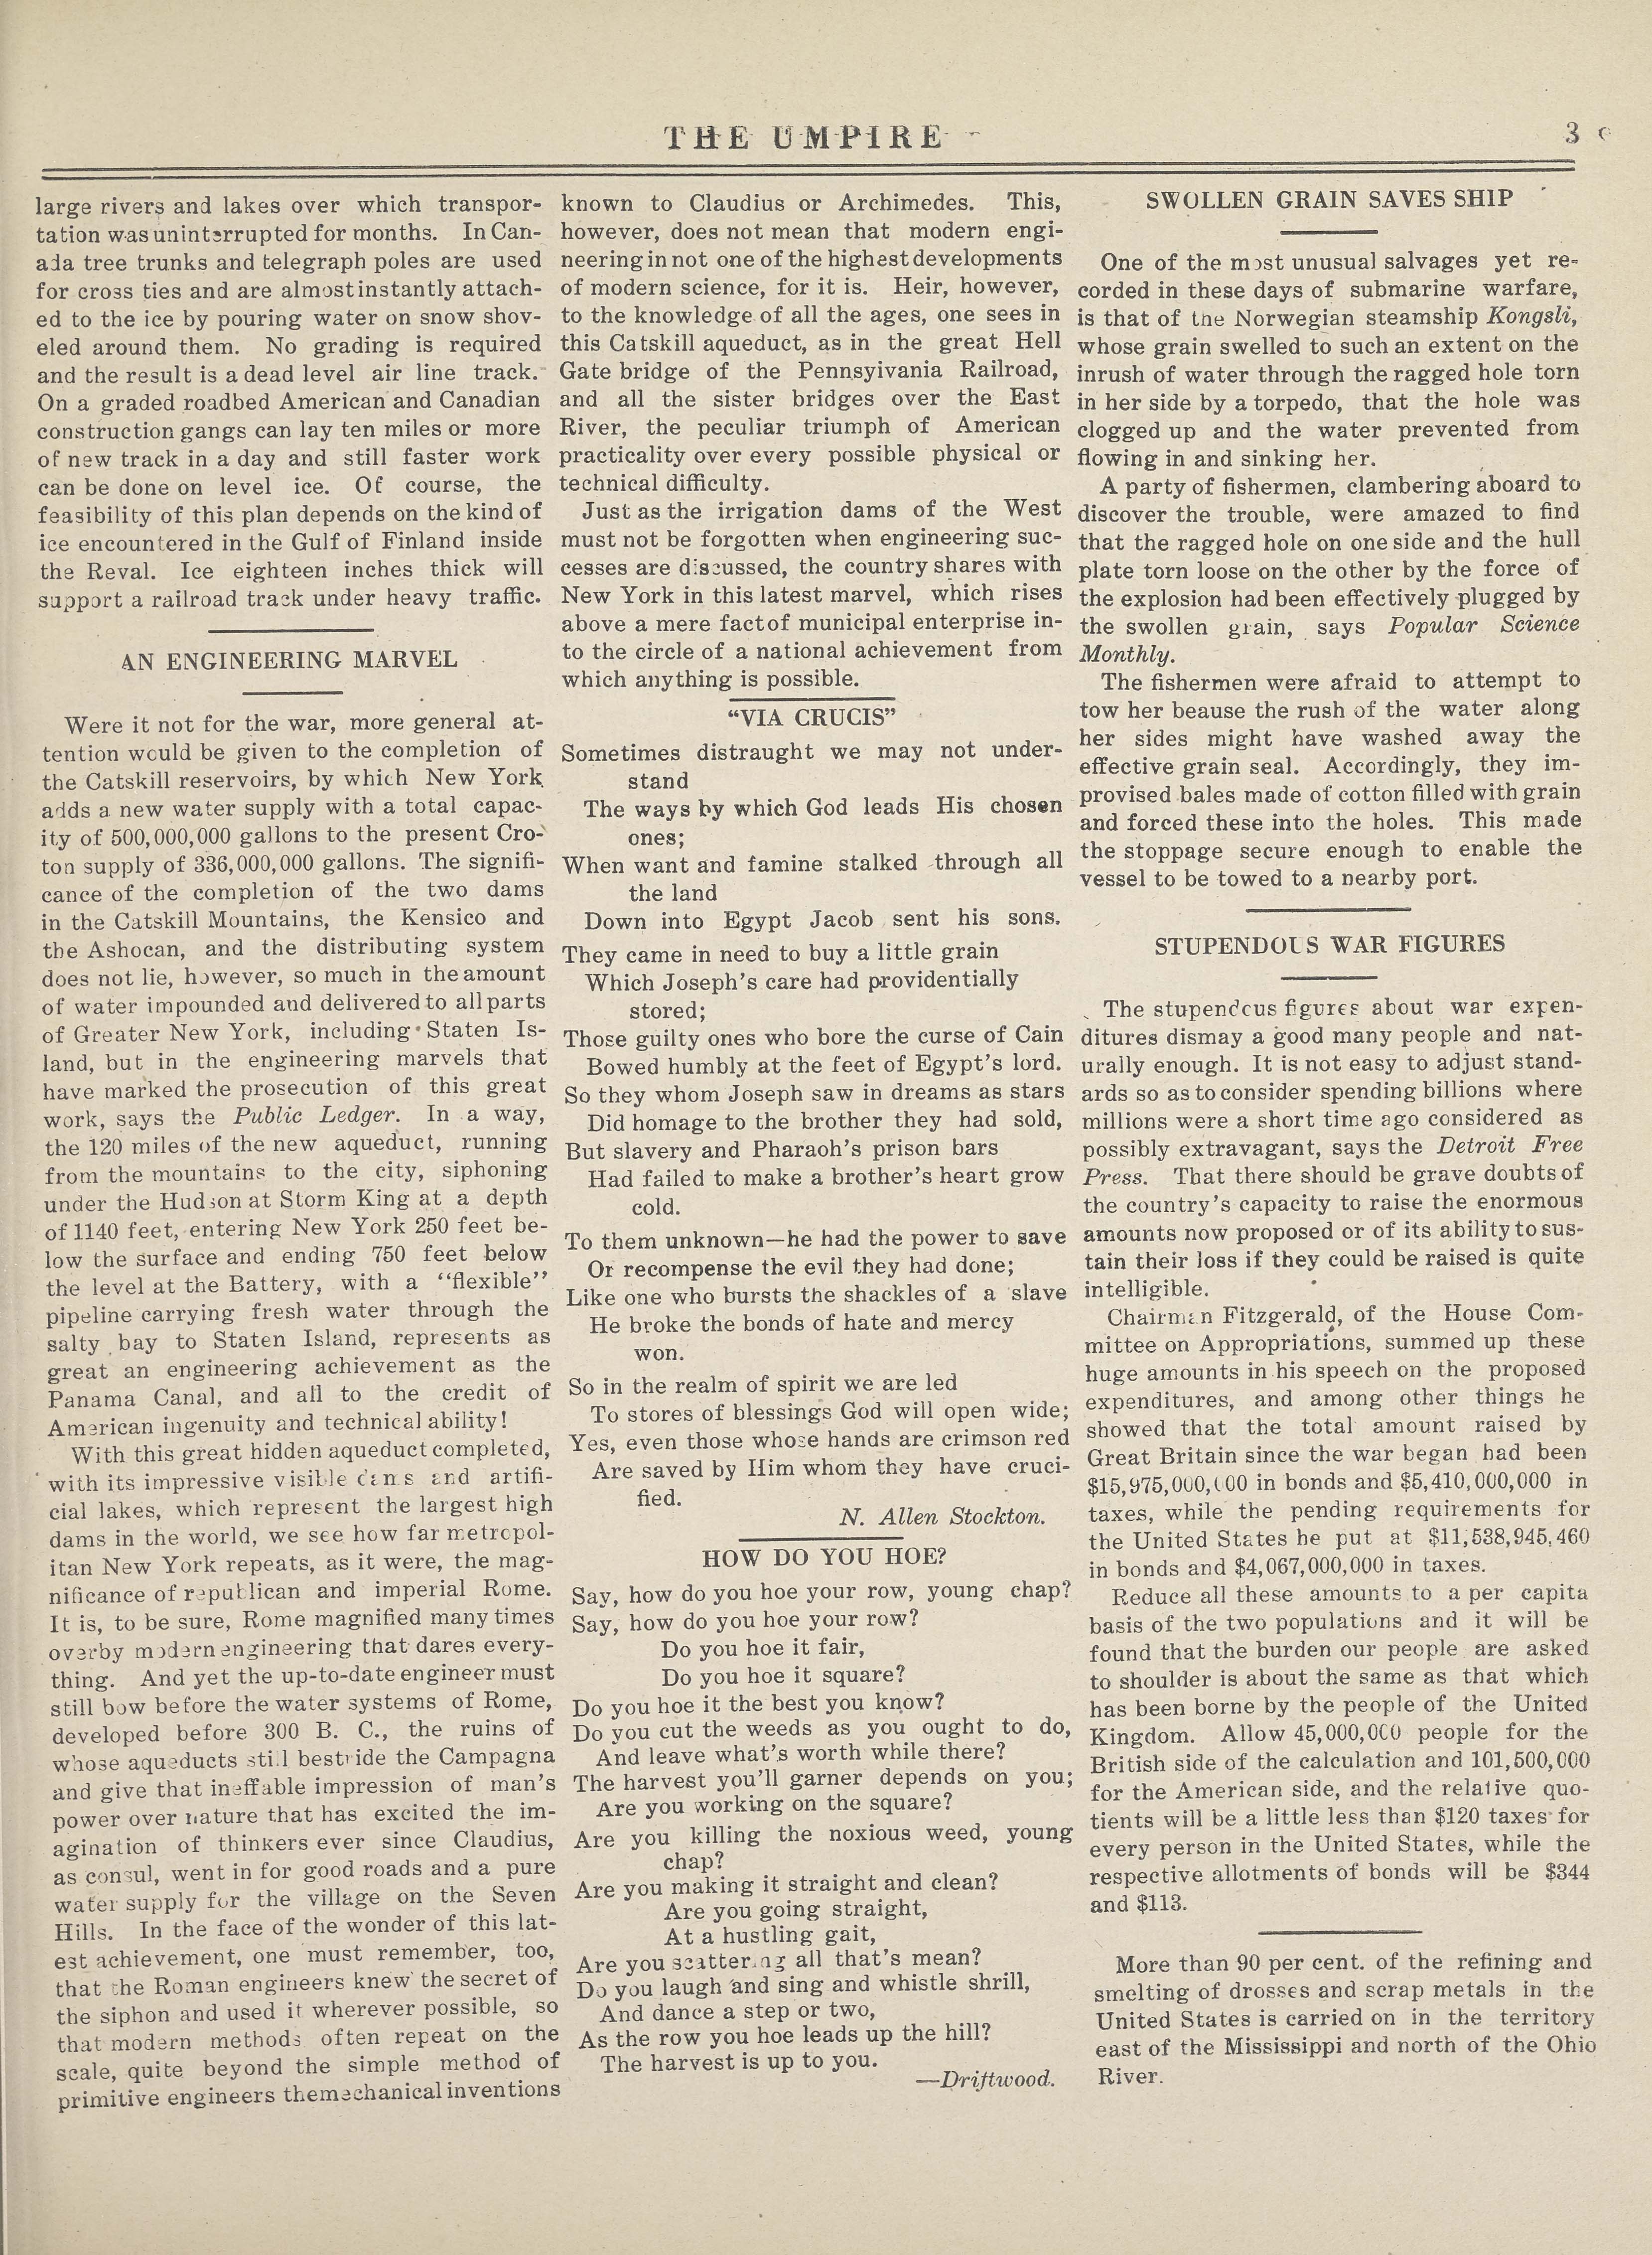 THE UMPIRE
3
large rivers and lakes over which transpor-
tation was uninterrupted for months. In Can-
ada tree trunks and telegraph poles are used
for cross ties and are almost instantly attach-
ed to the ice by pouring water on snow shov-
eled around them. No grading is required
and the result is a dead level air line track.
On a graded roadbed American and Canadian
construction gangs can lay ten miles or more
of new track in a day and still faster work
can be done on level ice. Of course, the
feasibility of this plan depends on the kind of
ice encountered in the Gulf of Finland inside
the Reval. Ice eighteen inches thick will
support a railroad track under heavy traffic.
AN ENGINEERING MARVEL
Were it not for the war, more general at-
tention would be given to the completion of
the Catskill reservoirs, by which New York
adds a new water supply with a total capac-
ity of 500,000,000 gallons to the present Cro-
ton supply of 336,000,000 gallons. The signifi-
cance of the completion of the two dams
in the Catskill Mountains, the Kensico and
the Ashocan, and the distributing system
does not lie, however, so much in the amount
of water impounded and delivered to all parts
of Greater New York, including Staten Is-
land, but in the engineering marvels that
have marked the prosecution of this great
work, says the Public Ledger. In a way,
the 120 miles of the new aqueduct, running
from the mountains to the city, siphoning
under the Hudson at Storm King at a depth
of 1140 feet, entering New York 250 feet be-
low the surface and ending 750 feet below
the level at the Battery, with a “flexible”
pipeline carrying fresh water through the
salty bay to Staten Island, represents as
great an engineering achievement as the
Panama Canal, and all to the credit of
American ingenuity and technical ability!
With this great hidden aqueduct completed,
with its impressive visible dams and artifi-
cial lakes, which represent the largest high
dams in the world, we see how far metropol-
itan New York repeats, as it were, the mag-
nificance of republican and imperial Rome.
It is, to be sure, Rome magnified many times
over by modern engineering that dares every-
thing. And yet the up-to-date engineer must
still bow before the water systems of Rome,
developed before 300 B. C., the ruins of
whose aqueducts still bestride the Campagna
and give that ineffable impression of man's
power over nature that has excited the im-
agination of thinkers ever since Claudius,
as consul, went in for good roads and a pure
water supply for the village on the Seven
Hills. In the face of the wonder of this lat-
est achievement, one must remember, too,
that the Roman engineers knew the secret of
the siphon and used it wherever possible, so
that modern methods often repeat on the
scale, quite beyond the simple method of
primitive engineers the mechanical inventions
known to Claudius or Archimedes. This,
however, does not mean that modern engi-
neering in not one of the highest developments
of modern science, for it is. Heir, however,
to the knowledge of all the ages, one sees in
this Catskill aqueduct, as in the great Hell
Gate bridge of the Pennsyivania Railroad,
and all the sister bridges over the East
River, the peculiar triumph of American
practicality over every possible physical or
technical difficulty.
Just as the irrigation dams of the West
must not be forgotten when engineering suc-
cesses are discussed, the country shares with
New York in this latest marvel, which rises
above a mere fact of municipal enterprise in-
to the circle of a national achievement from
which anything is possible.
“VIA CRUCIS”
Sometimes distraught we may not under-
stand
The ways by which God leads His chosen
ones;
When want and famine stalked through all
the land
Down into Egypt Jacob sent his sons.
They came in need to buy a little grain
Which Joseph's care had providentially
stored;
Those guilty ones who bore the curse of Cain
Bowed humbly at the feet of Egypt's lord.
So they whom Joseph saw in dreams as stars
Did homage to the brother they had sold,
But slavery and Pharaoh's prison bars
Had failed to make a brother's heart grow
cold.
To them unknown—he had the power to save
Or recompense the evil they had done;
Like one who bursts the shackles of a slave
He broke the bonds of hate and mercy
won.
So in the realm of spirit we are led
To stores of blessings God will open wide;
Yes, even those whose hands are crimson red
Are saved by Him whom they have cruci-
fied.
N. Allen Stockton.
HOW DO YOU HOE?
Say, how do you hoe your row, young chap?
Say, how do you hoe your row?
Do you hoe it fair,
Do you hoe it square?
Do you hoe it the best you know?
Do you cut the weeds as you ought to do,
And leave what's worth while there?
The harvest you'll garner depends on you;
Are you working on the square?
Are you killing the noxious weed, young
chap?
Are you making it straight and clean?
Are you going straight,
At a hustling gait,
Are you scattering all that's mean?
Do you laugh and sing and whistle shrill,
And dance a step or two,
As the row you hoe leads up the hill?
The harvest is up to you.
—Driftwood.
SWOLLEN GRAIN SAVES SHIP
One of the most unusual salvages yet re-
corded in these days of submarine warfare,
is that of the Norwegian steamship Kongsli,
whose grain swelled to such an extent on the
inrush of water through the ragged hole torn
in her side by a torpedo, that the hole was
clogged up and the water prevented from
flowing in and sinking her.
A party of fishermen, clambering aboard to
discover the trouble, were amazed to find
that the ragged hole on one side and the hull
plate torn loose on the other by the force of
the explosion had been effectively plugged by
the swollen grain, says Popular Science
Monthly.
The fishermen were afraid to attempt to
tow her beause the rush of the water along
her sides might have washed away the
effective grain seal. Accordingly, they im-
provised bales made of cotton filled with grain
and forced these into the holes. This made
the stoppage secure enough to enable the
vessel to be towed to a nearby port.
STUPENDOUS WAR FIGURES
The stupendous figures about war expen-
ditures dismay a good many people and nat-
urally enough. It is not easy to adjust stand-
ards so as to consider spending billions where
millions were a short time ago considered as
possibly extravagant, says the Detroit Free
Press. That there should be grave doubts of
the country's capacity to raise the enormous
amounts now proposed or of its ability to sus-
tain their loss if they could be raised is quite
intelligible.
Chairman Fitzgerald, of the House Com-
mittee on Appropriations, summed up these
huge amounts in his speech on the proposed
expenditures, and among other things he
showed that the total amount raised by
Great Britain since the war began had been
$15,975,000,000 in bonds and $5,410,000,000 in
taxes, while the pending requirements for
the United States he put at $11,538,945,460
in bonds and $4,067,000,000 in taxes.
Reduce all these amounts to a per capita
basis of the two populations and it will be
found that the burden our people are asked
to shoulder is about the same as that which
has been borne by the people of the United
Kingdom. Allow 45,000,000 people for the
British side of the calculation and 101,500,000
for the American side, and the relative quo-
tients will be a little less than $120 taxes for
every person in the United States, while the
respective allotments of bonds will be $344
and $113.
More than 90 per cent. of the refining and
smelting of drosses and scrap metals in the
United States is carried on in the territory
east of the Mississippi and north of the Ohio
River.